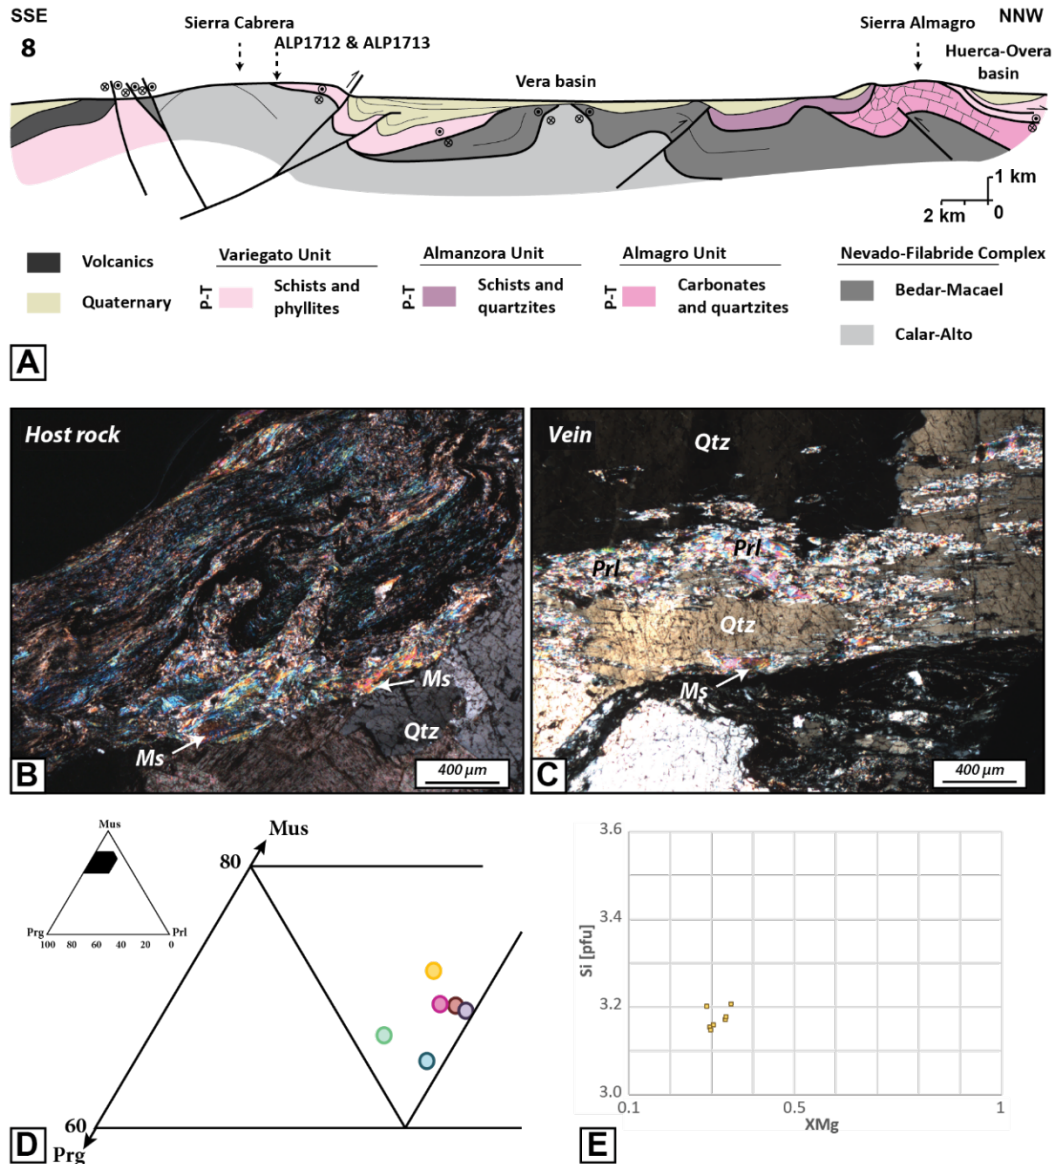 SSE
NNW
8
Sierra Cabrera
ALP1712 & ALP1713
Vera basin
Sierra Almagro
Huerca-Overa
basin
1 km
2 km
0
Volcanics
Quaternary
Variegato Unit
P-T
Schists and
phyllites
Almanzora Unit
P-T
Schists and
quartzites
Almagro Unit
P-T
Carbonates
and quartzites
Nevado-Filabride Complex
Bedar-Macael
Calar-Alto
A
Host rock
Ms
Ms
Qtz
B
400 µm
Vein
Qtz
Prl
Prl
Qtz
Ms
C
400 µm
Mus
Prg
Prl
100 80 60 40 20 0
Mus
80
60
Prg
D
3.6
3.4
3.2
3.0
Si [pfu]
0.1
0.5
1
XMg
E